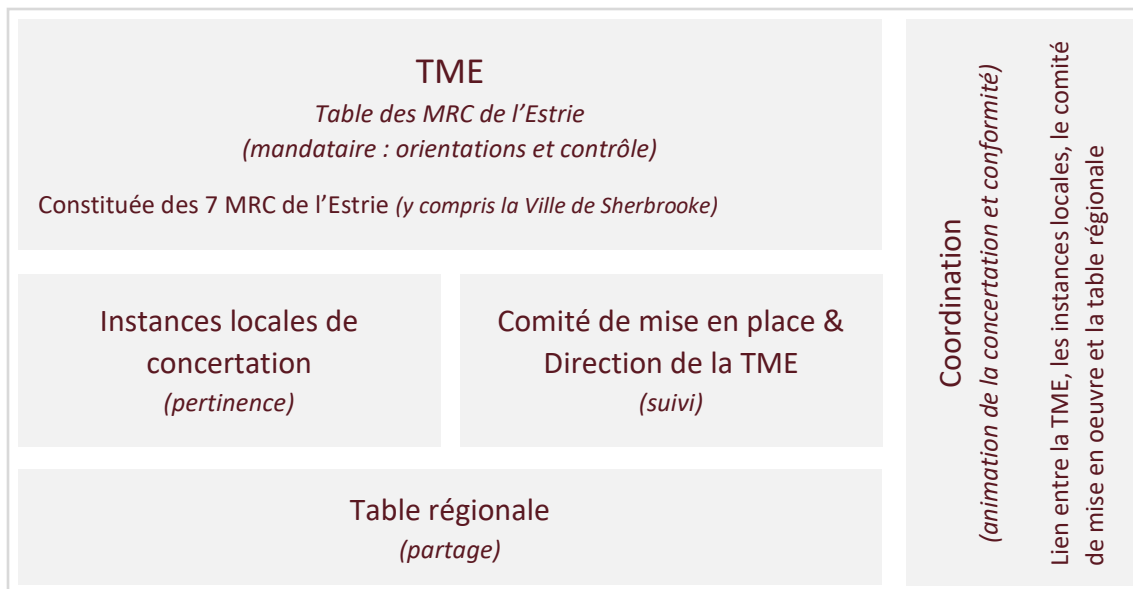 TME
Table des MRC de l'Estrie
(mandataire : orientations et contrôle)
Constituée des 7 MRC de l'Estrie (y compris la Ville de Sherbrooke)
Instances locales de
concertation
(pertinence)
Comité de mise en place &
Direction de la TME
(suivi)
Table régionale
(partage)
Coordination
(animation de la concertation et conformité)
Lien entre la TME, les instances locales, le comité
de mise en oeuvre et la table régionale